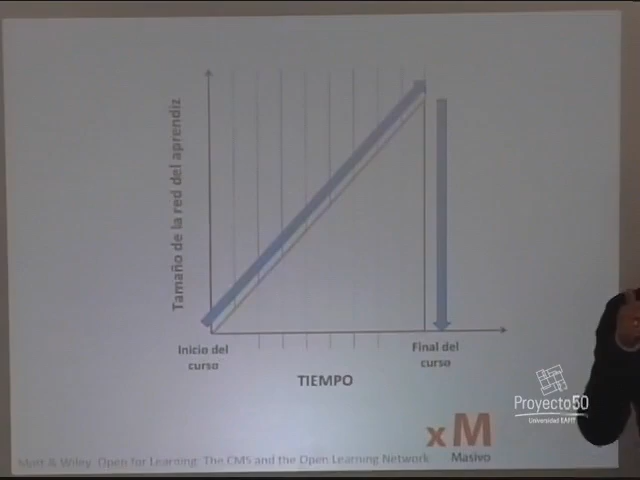 Tamaño de la red del aprendiz
Inicio del
curso
Final del
curso
TIEMPO
Proyecto50
Universidad EAFIT
xM
Masivo
Mott & Wiley. Open for Learning: The CMS and the Open Learning Network